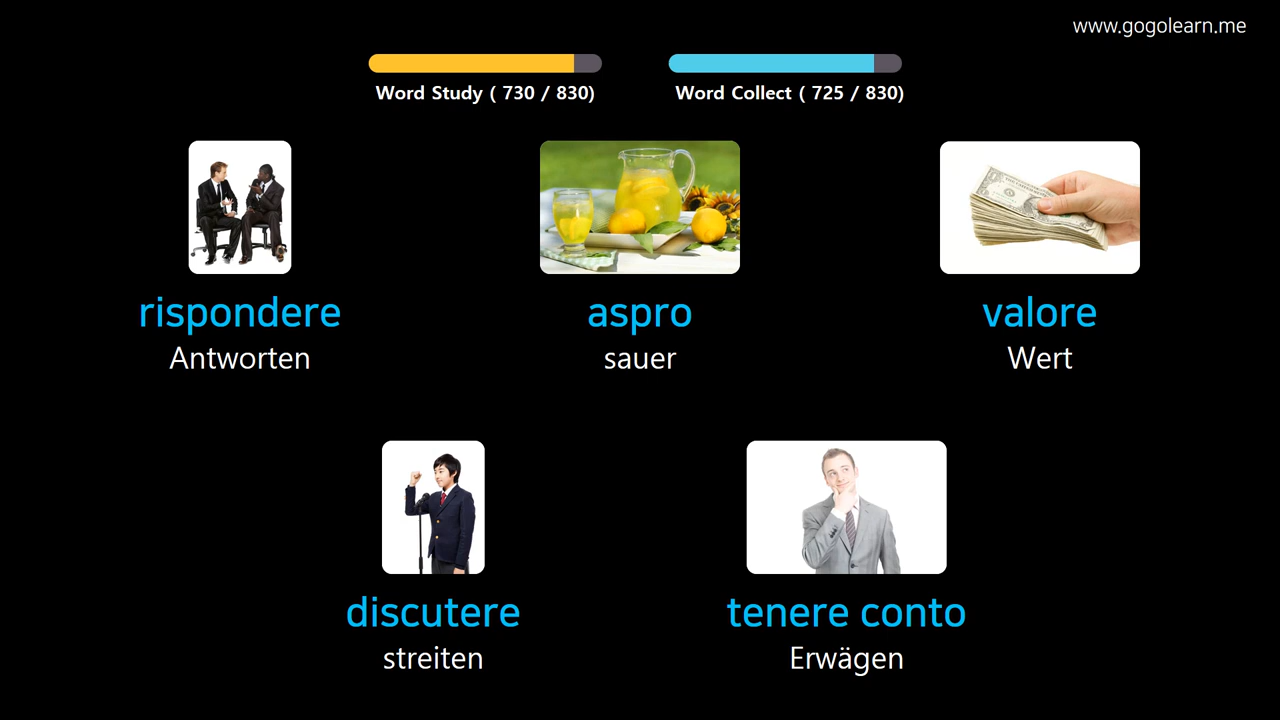 www.gogolearn.me
Word Study ( 730 / 830)
Word Collect ( 725 / 830)
rispondere
Antworten
aspro
sauer
valore
Wert
discutere
streiten
tenere conto
Erwägen